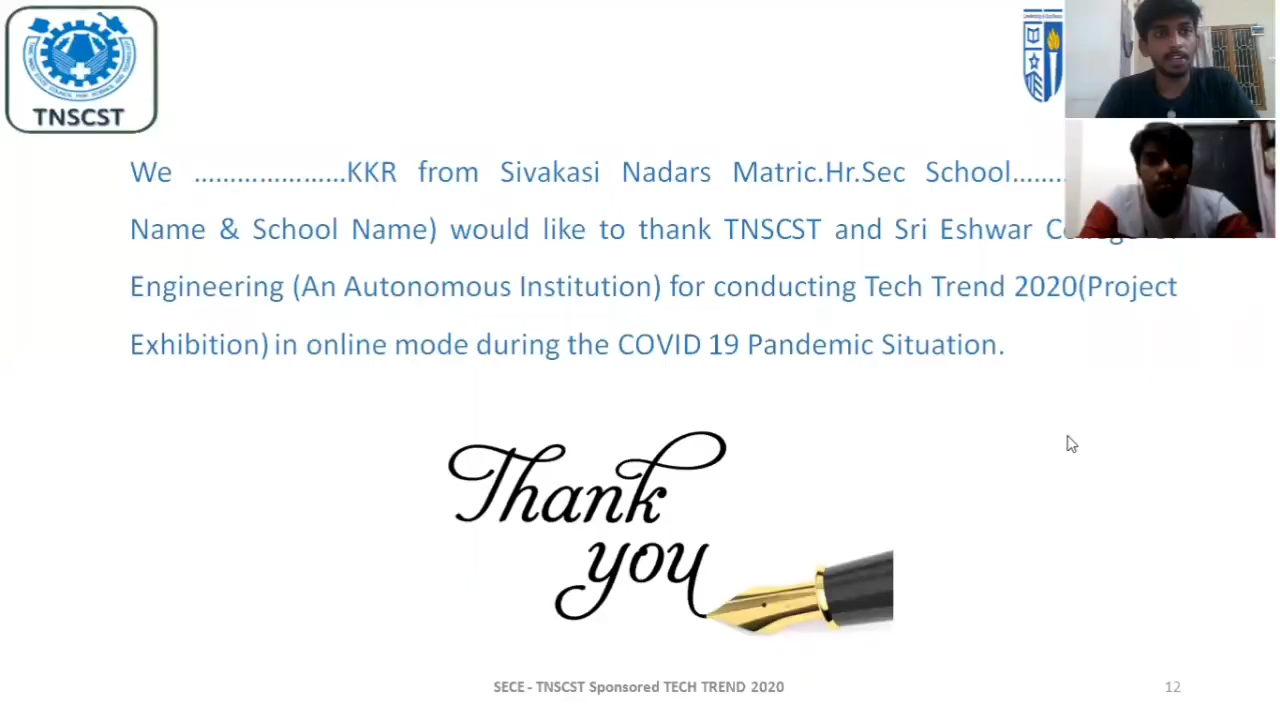 TNSCST
We .....................KKR from Sivakasi Nadars Matric.Hr.Sec School........
Name & School Name) would like to thank TNSCST and Sri Eshwar
Engineering (An Autonomous Institution) for conducting Tech Trend 2020(Project
Exhibition) in online mode during the COVID 19 Pandemic Situation.
Thank
you
SECE - TNSCST Sponsored TECH TREND 2020
12